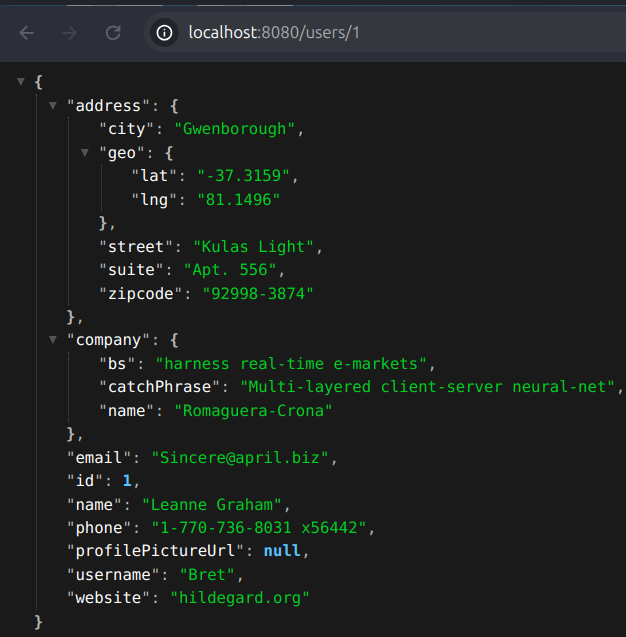 localhost:8080/users/1
{
"address": {
"city": "Gwenborough",
"geo": {
"lat": "-37.3159",
"lng": "81.1496"
},
"street": "Kulas Light",
"suite": "Apt. 556",
"zipcode": "92998-3874"
},
"company": {
"bs": "harness real-time e-markets",
"catchPhrase": "Multi-layered client-server neural-net",
"name": "Romaguera-Crona"
},
"email": "Sincere@april.biz",
"id": 1,
"name": "Leanne Graham",
"phone": "1-770-736-8031 x56442",
"profilePictureUrl": null,
"username": "Bret",
"website": "hildegard.org"
}